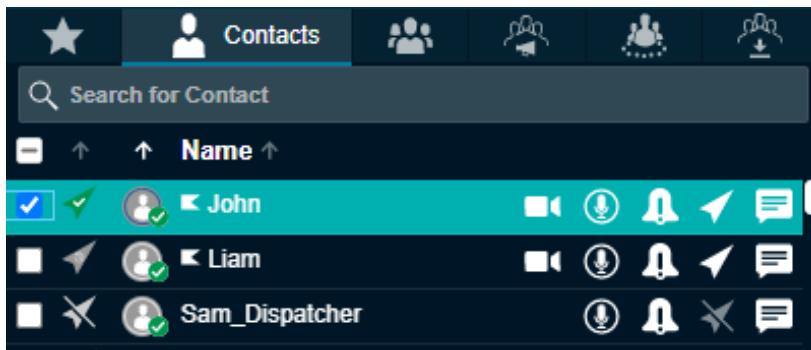 Contacts
Search for Contact
Name
John
Liam
Sam_Dispatcher